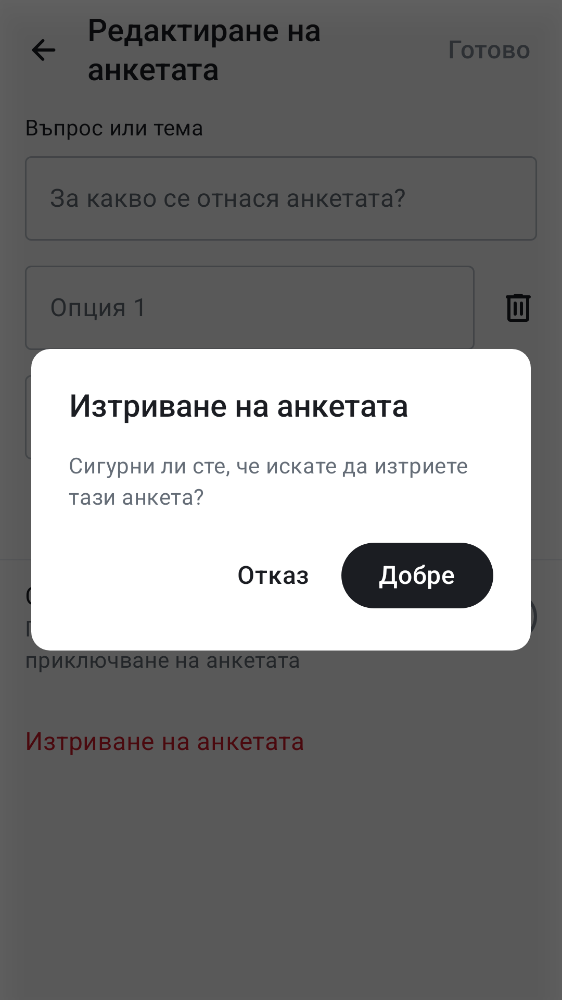 Редактиране на
анкетата
Готово
Въпрос или тема
За какво се отнася анкетата?
Опция 1
Изтриване на анкетата
Сигурни ли сте, че искате да изтриете
тази анкета?
Отказ
Добре
приключване на анкетата
Изтриване на анкетата